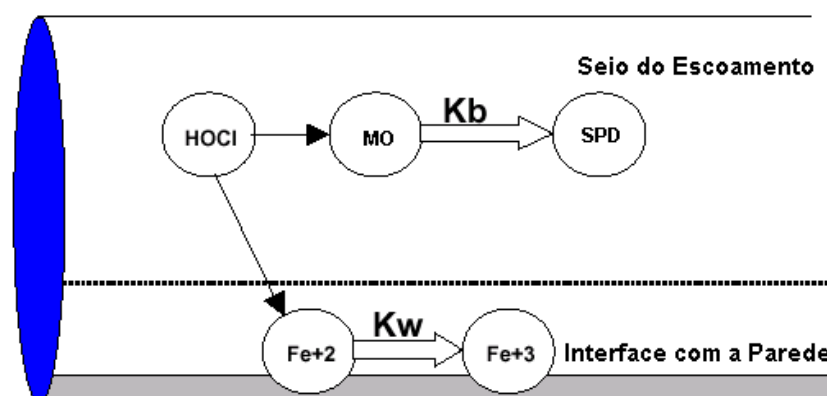 Seio do Escoamento
HOCl
MO
Kb
SPD
Fe+2
Kw
Fe+3
Interface com a Parede